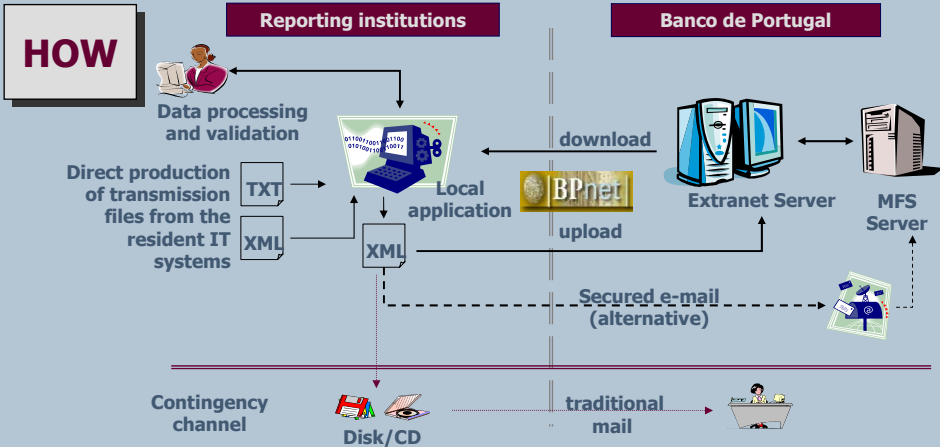 Reporting institutions
Banco de Portugal
HOW
Data processing
and validation
011001100111001100
010100110010011
download
Direct production
of transmission
files from the
resident IT
systems
TXT
XML
Local
application
BPnet
Extranet Server
MFS
Server
upload
XML
@
Secured e-mail
(alternative)
Contingency
channel
Disk/CD
traditional
mail